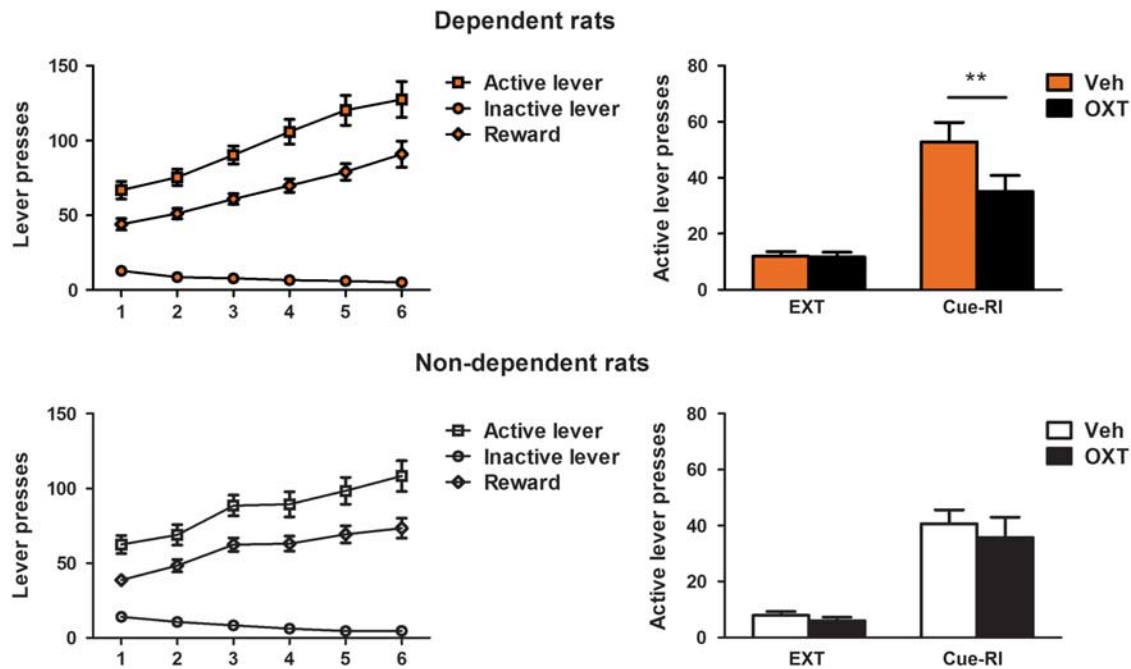 Dependent rats
150
100
50
0
Lever presses
1 2 3 4 5 6
Active lever
Inactive lever
Reward
80
60
40
20
0
Active lever presses
**
EXT Cue-RI
Veh
OXT
Non-dependent rats
150
100
50
0
Lever presses
1 2 3 4 5 6
Active lever
Inactive lever
Reward
80
60
40
20
0
Active lever presses
EXT Cue-RI
Veh
OXT